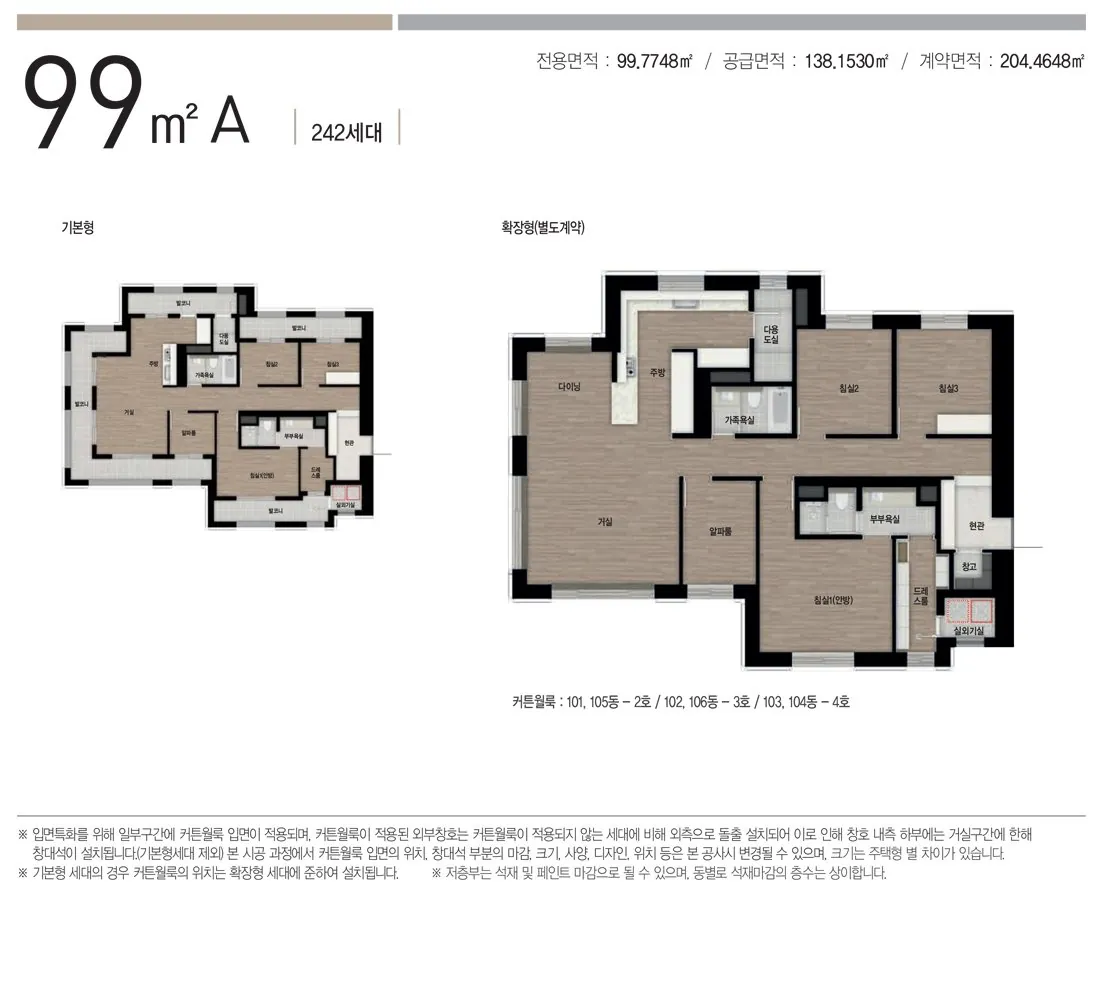 전용면적 : 99.7748㎡ / 공급면적 : 138.1530㎡ / 계약면적 : 204.4648㎡
99㎡ A
242세대
기본형
확장형(별도계약)
발코니
발코니
다용
도실
주방
가족욕실
침실2
침실3
발코니
거실
알파룸
부부욕실
현관
침실1(안방)
드레
스룸
발코니
실외기실
다용
도실
다이닝
주방
침실2
침실3
가족욕실
거실
알파룸
부부욕실
현관
창고
침실1(안방)
드레
스룸
실외기실
커튼월룩 : 101, 105동 – 2호 / 102, 106동 – 3호 / 103, 104동 – 4호
※ 입면특화를 위해 일부구간에 커튼월룩 입면이 적용되며, 커튼월룩이 적용된 외부창호는 커튼월룩이 적용되지 않는 세대에 비해 외측으로 돌출 설치되어 이로 인해 창호 내측 하부에는 거실구간에 한해
창대석이 설치됩니다.(기본형세대 제외) 본 시공 과정에서 커튼월룩 입면의 위치, 창대석 부분의 마감, 크기, 사양, 디자인, 위치 등은 본 공사시 변경될 수 있으며, 크기는 주택형 별 차이가 있습니다.
※ 기본형 세대의 경우 커튼월룩의 위치는 확장형 세대에 준하여 설치됩니다. ※ 저층부는 석재 및 페인트 마감으로 될 수 있으며, 동별로 석재마감의 층수는 상이합니다.